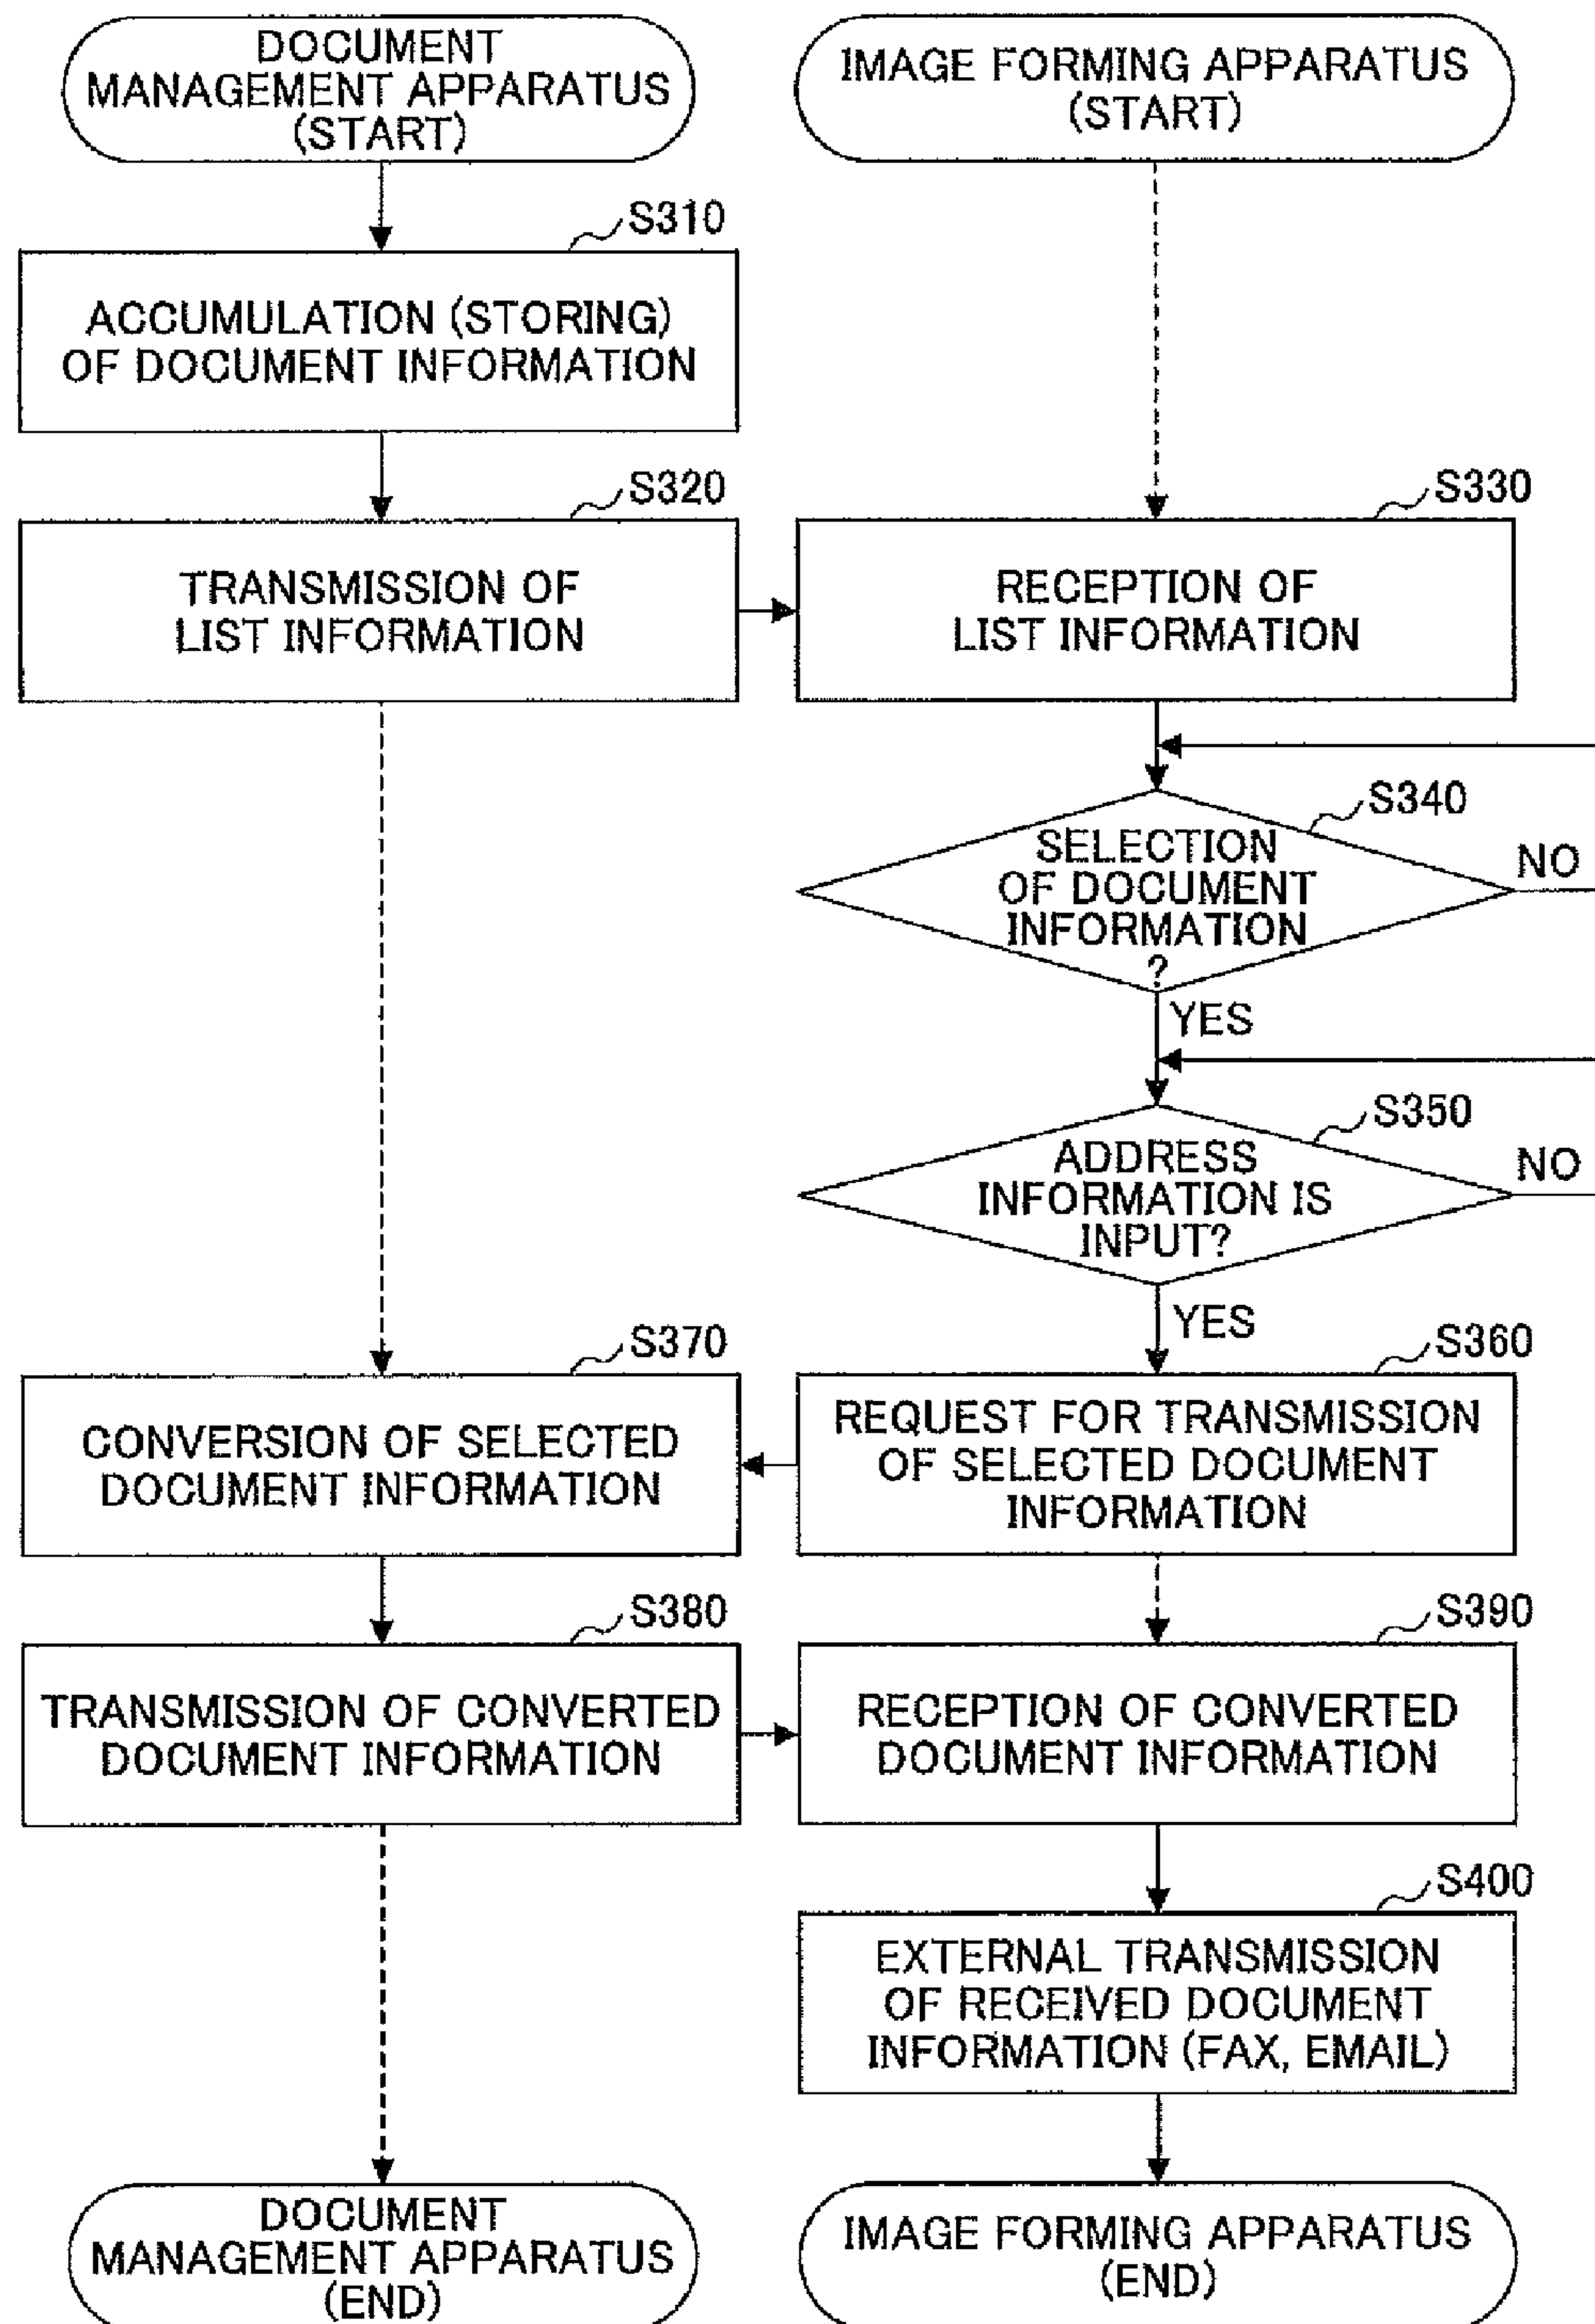 DOCUMENT
MANAGEMENT APPARATUS
(START)
IMAGE FORMING APPARATUS
(START)
S310
ACCUMULATION (STORING)
OF DOCUMENT INFORMATION
S320
TRANSMISSION OF
LIST INFORMATION
S330
RECEPTION OF
LIST INFORMATION
S340
SELECTION
OF DOCUMENT
INFORMATION
?
NO
YES
S350
ADDRESS
INFORMATION IS
INPUT?
NO
YES
S360
REQUEST FOR TRANSMISSION
OF SELECTED DOCUMENT
INFORMATION
S370
CONVERSION OF SELECTED
DOCUMENT INFORMATION
S380
TRANSMISSION OF CONVERTED
DOCUMENT INFORMATION
S390
RECEPTION OF CONVERTED
DOCUMENT INFORMATION
S400
EXTERNAL TRANSMISSION
OF RECEIVED DOCUMENT
INFORMATION (FAX, EMAIL)
DOCUMENT
MANAGEMENT APPARATUS
(END)
IMAGE FORMING APPARATUS
(END)